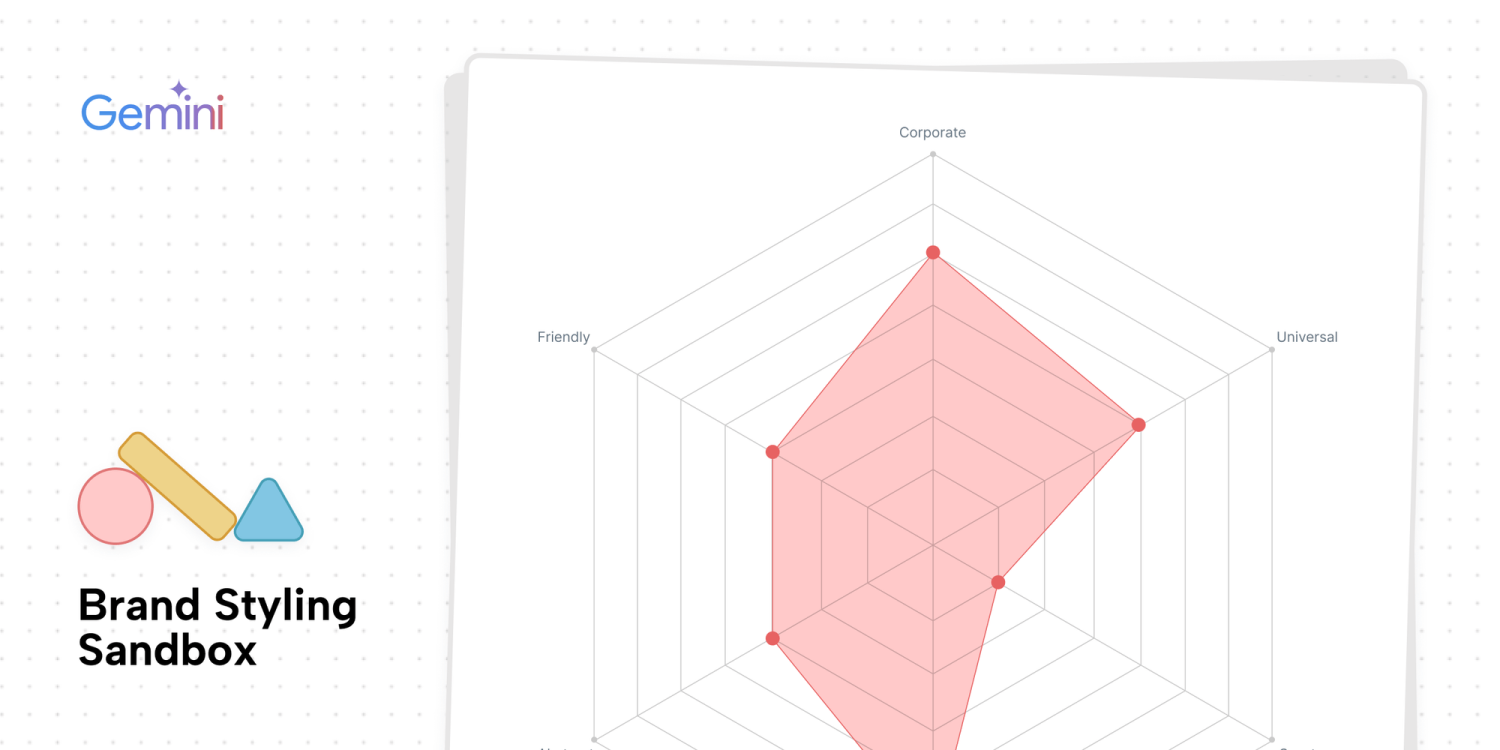 Gemini
Corporate
Friendly
Universal
Brand Styling
Sandbox